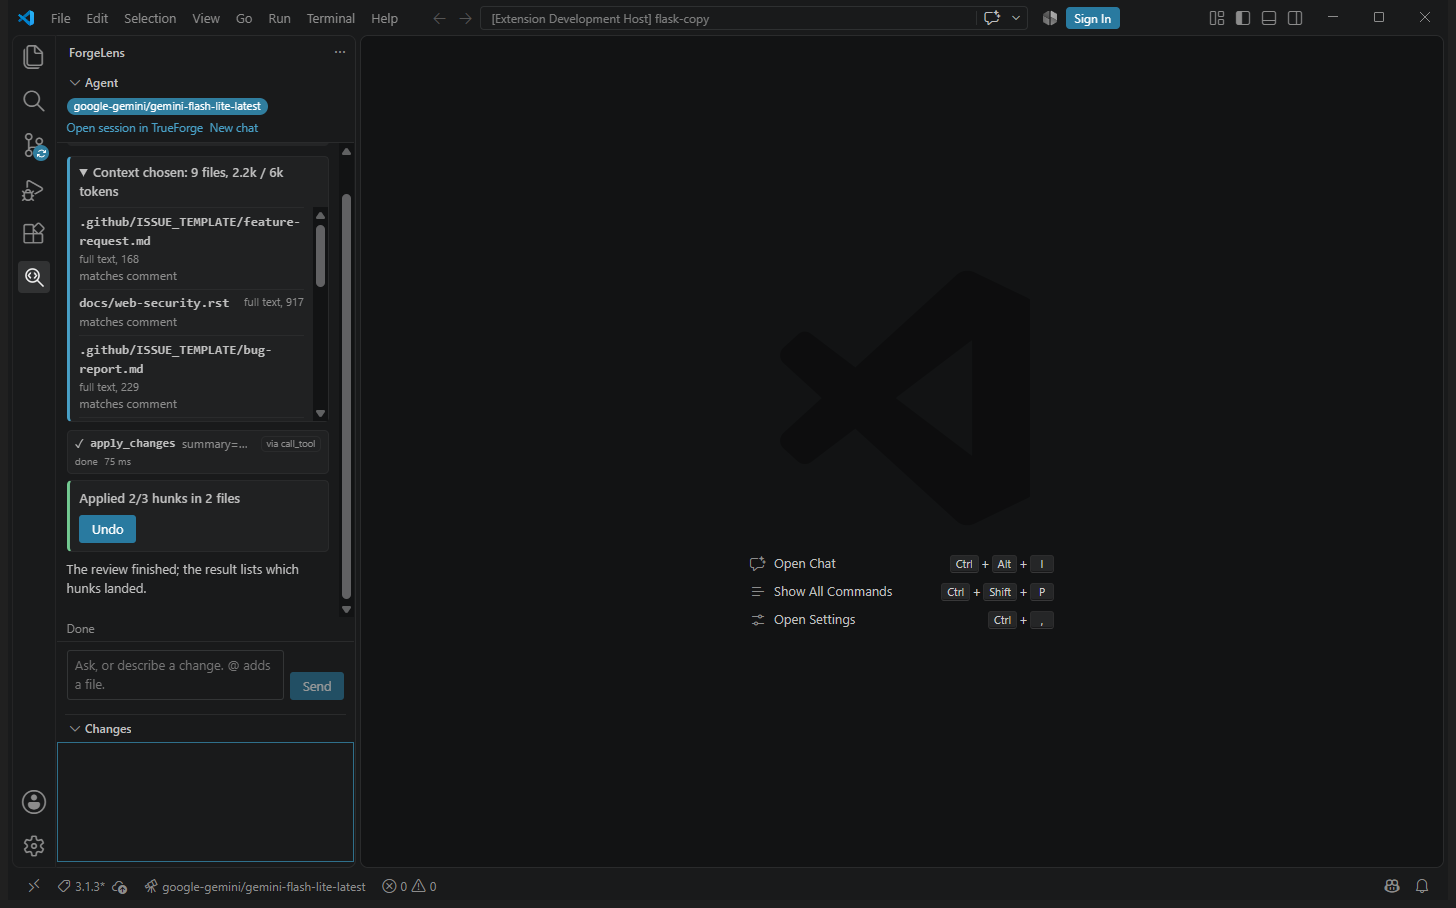 File Edit Selection View Go Run Terminal Help
[Extension Development Host] flask-copy
Sign In
ForgeLens
Agent
google-gemini/gemini-flash-lite-latest
Open session in TrueForge New chat
Context chosen: 9 files, 2.2k / 6k
tokens
.github/ISSUE_TEMPLATE/feature-
request.md
full text, 168
matches comment
docs/web-security.rst full text, 917
matches comment
.github/ISSUE_TEMPLATE/bug-
report.md
full text, 229
matches comment
✓ apply_changes summary=... via call_tool
done 75 ms
Applied 2/3 hunks in 2 files
Undo
The review finished; the result lists which
hunks landed.
Done
Ask, or describe a change. @ adds
a file.
Send
Changes
Open Chat Ctrl + Alt + I
Show All Commands Ctrl + Shift + P
Open Settings Ctrl + ,
3.1.3* google-gemini/gemini-flash-lite-latest 0 0